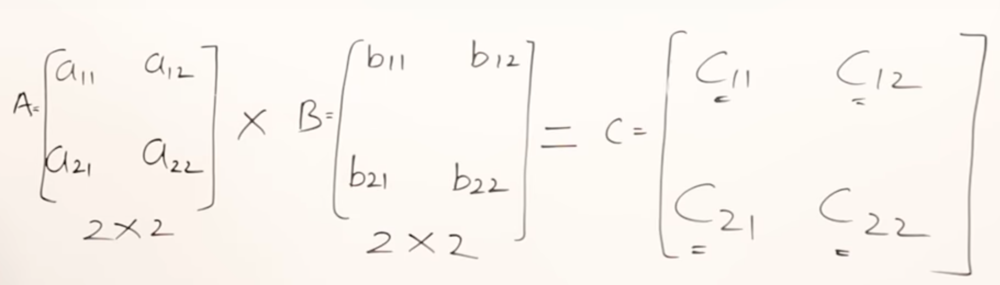 A= [a11 a12 × B= [b11 b12 = C= [C11 C12
a21 a22] b21 b22] C21 C22]
2×2 2×2